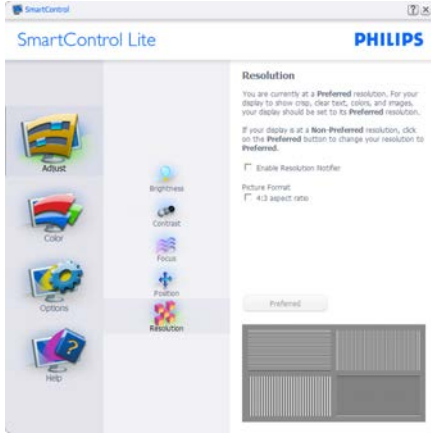 SmartControl
SmartControl Lite
PHILIPS
Adjust
Color
Options
Help
Brightness
Contrast
Focus
Position
Resolution
Resolution
You are currently at a Preferred resolution. For your
display to show crisp, clear text, colors, and images,
your display should be set to its Preferred resolution.
If your display is at a Non-Preferred resolution, click
on the Preferred button to change your resolution to
Preferred.
Enable Resolution Notifier
Picture Format
4:3 aspect ratio
Preferred